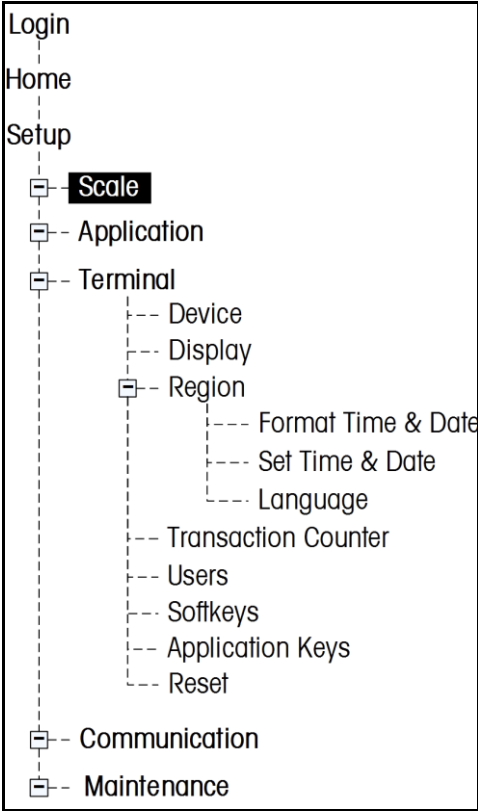 Login
Home
Setup
Scale
Application
Terminal
Device
Display
Region
Format Time & Date
Set Time & Date
Language
Transaction Counter
Users
Softkeys
Application Keys
Reset
Communication
Maintenance